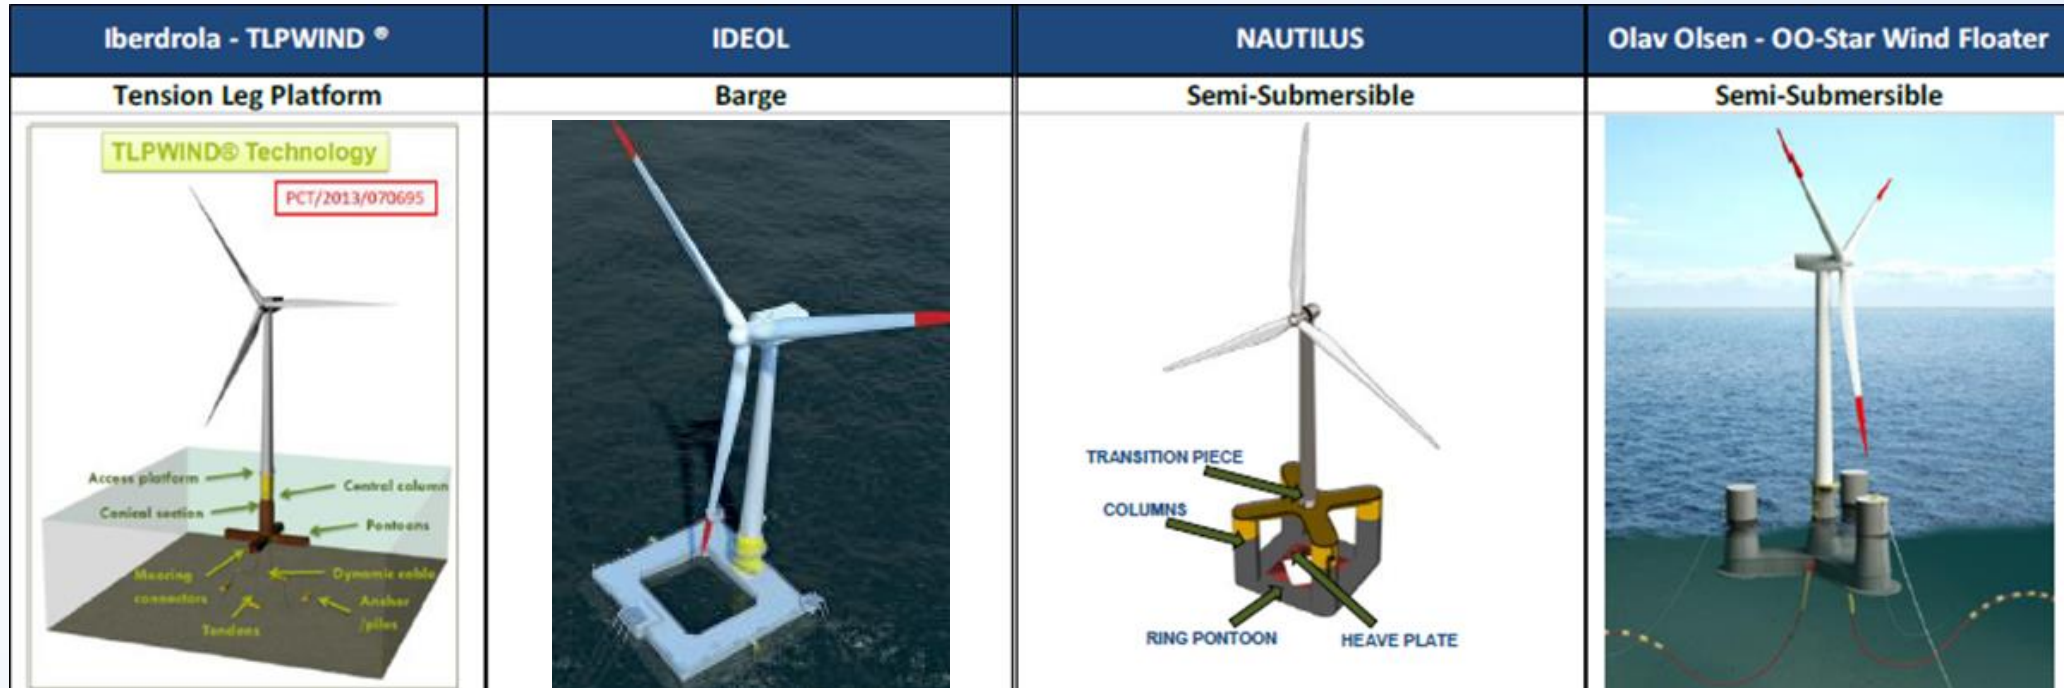 Iberdrola - TLPWIND ®
IDEOL
NAUTILUS
Olav Olsen - OO-Star Wind Floater
Tension Leg Platform
Barge
Semi-Submersible
Semi-Submersible
TLPWIND® Technology
PCT/2013/070695
Access platform
Central column
Conical section
Pontoons
Mooring
connectors
Dynamic cable
Tendons
Anchor
/piles
TRANSITION PIECE
COLUMNS
RING PONTOON
HEAVE PLATE